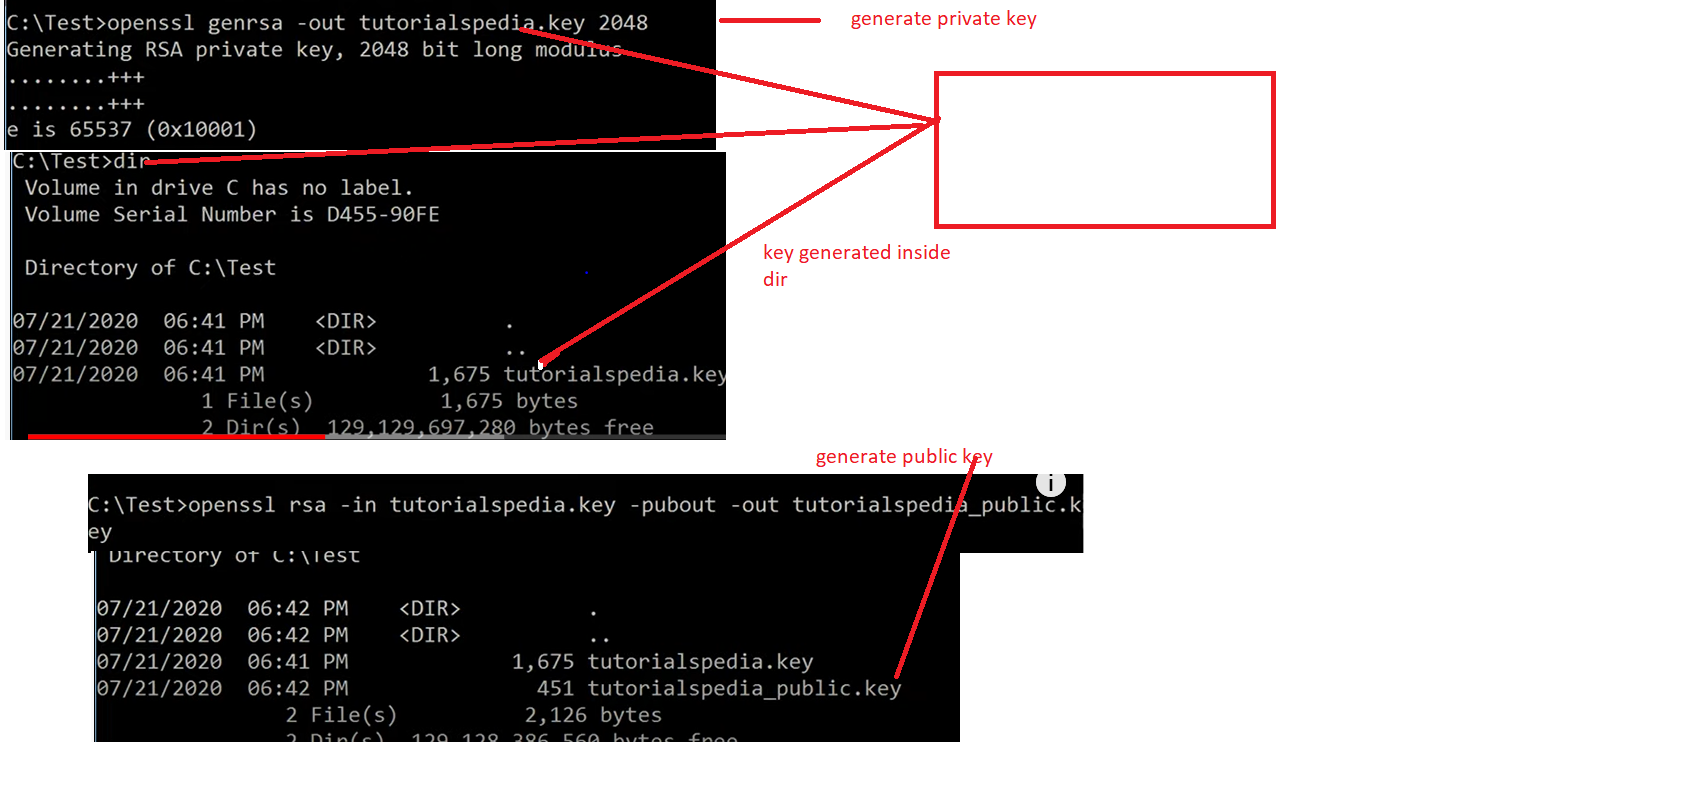 C:\Test>openssl genrsa -out tutorialspedia.key 2048
generate private key
Generating RSA private key, 2048 bit long modulus
........+++
........+++
e is 65537 (0x10001)
C:\Test>dir
Volume in drive C has no label.
Volume Serial Number is D455-90FE
Directory of C:\Test
key generated inside
dir
07/21/2020 06:41 PM <DIR> .
07/21/2020 06:41 PM <DIR> ..
07/21/2020 06:41 PM 1,675 tutorialspedia.key
1 File(s) 1,675 bytes
2 Dir(s) 129,129,697,280 bytes free
generate public key
i
C:\Test>openssl rsa -in tutorialspedia.key -pubout -out tutorialspedia_public.k
ey
Directory of C:\Test
07/21/2020 06:42 PM <DIR> .
07/21/2020 06:42 PM <DIR> ..
07/21/2020 06:41 PM 1,675 tutorialspedia.key
07/21/2020 06:42 PM 451 tutorialspedia_public.key
2 File(s) 2,126 bytes
2 Dir(s) 129,128,386,560 bytes free